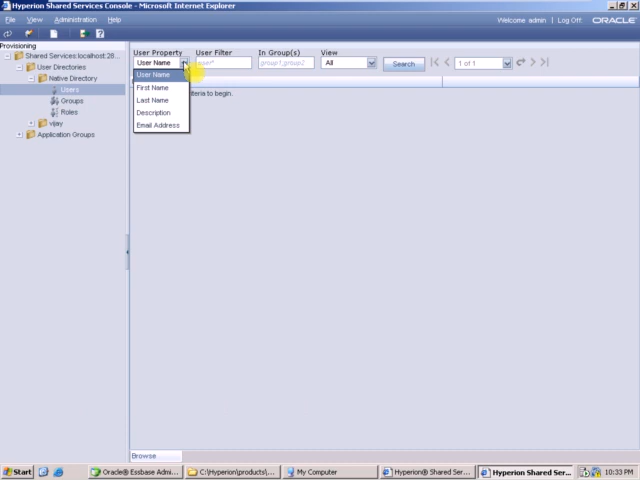 Hyperion Shared Services Console - Microsoft Internet Explorer
File View Administration Help
Welcome admin | Log Off ORACLE
Provisioning
Shared Services:localhost:28...
User Directories
Native Directory
Users
Groups
Roles
vijay
Application Groups
User Property User Filter In Group(s) View
User Name user* group1,group2 All Search 1 of 1
User Name
First Name
Last Name
Description
Email Address
teria to begin.
Browse
Start Oracle® Essbase Admi... C:\Hyperion\products\... My Computer Hyperion® Shared Ser... Hyperion Shared Ser... 10:33 PM